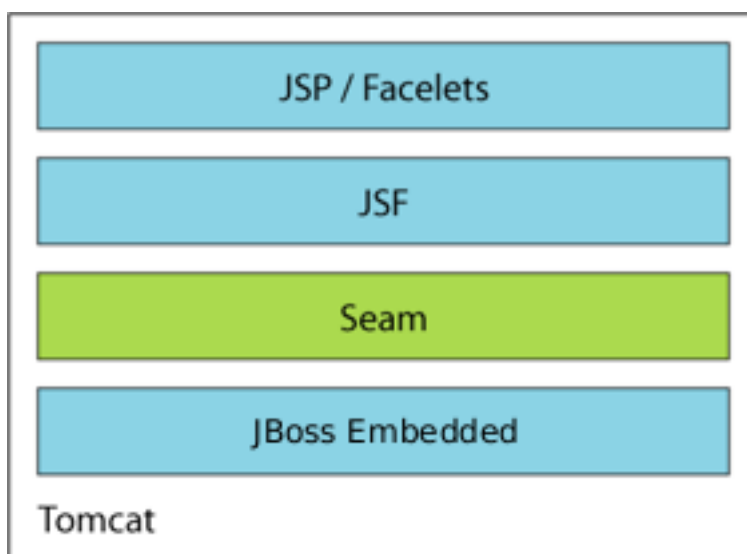 JSP / Facelets
JSF
Seam
JBoss Embedded
Tomcat